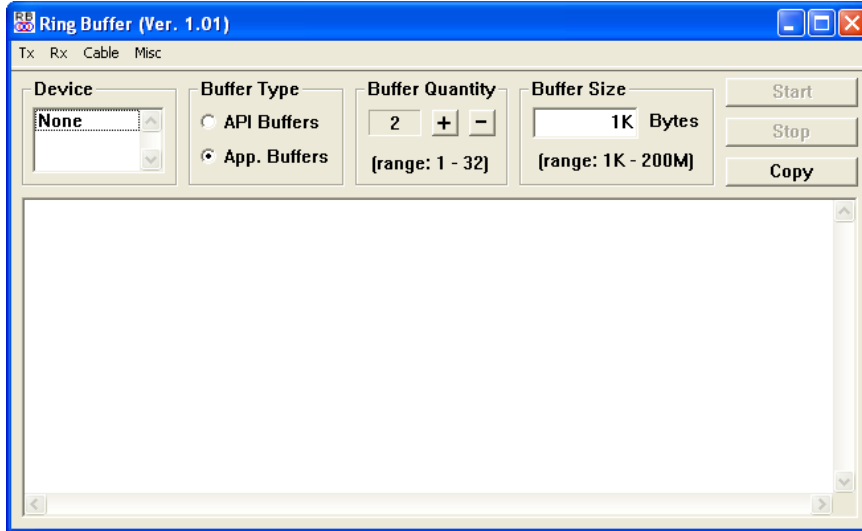 RB Ring Buffer (Ver. 1.01)
Tx Rx Cable Misc
Device
None
Buffer Type
API Buffers
App. Buffers
Buffer Quantity
2 + −
(range: 1 - 32)
Buffer Size
1K Bytes
(range: 1K - 200M)
Start
Stop
Copy